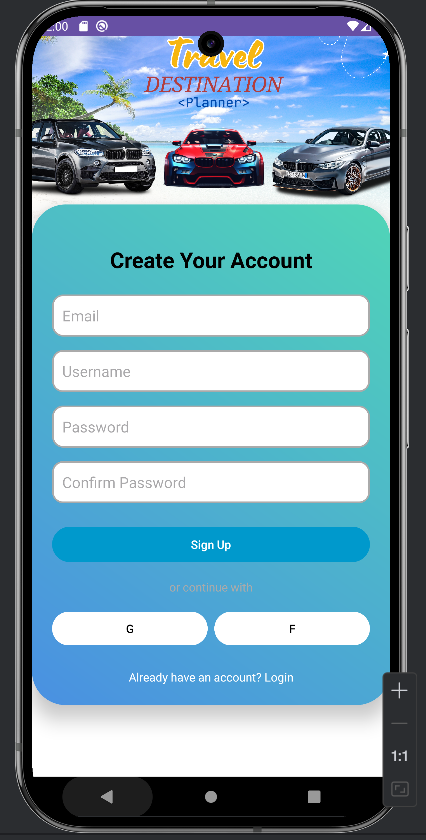 2:00
Travel
DESTINATION
<Planner>
Create Your Account
Email
Username
Password
Confirm Password
Sign Up
or continue with
G F
Already have an account? Login
1:1